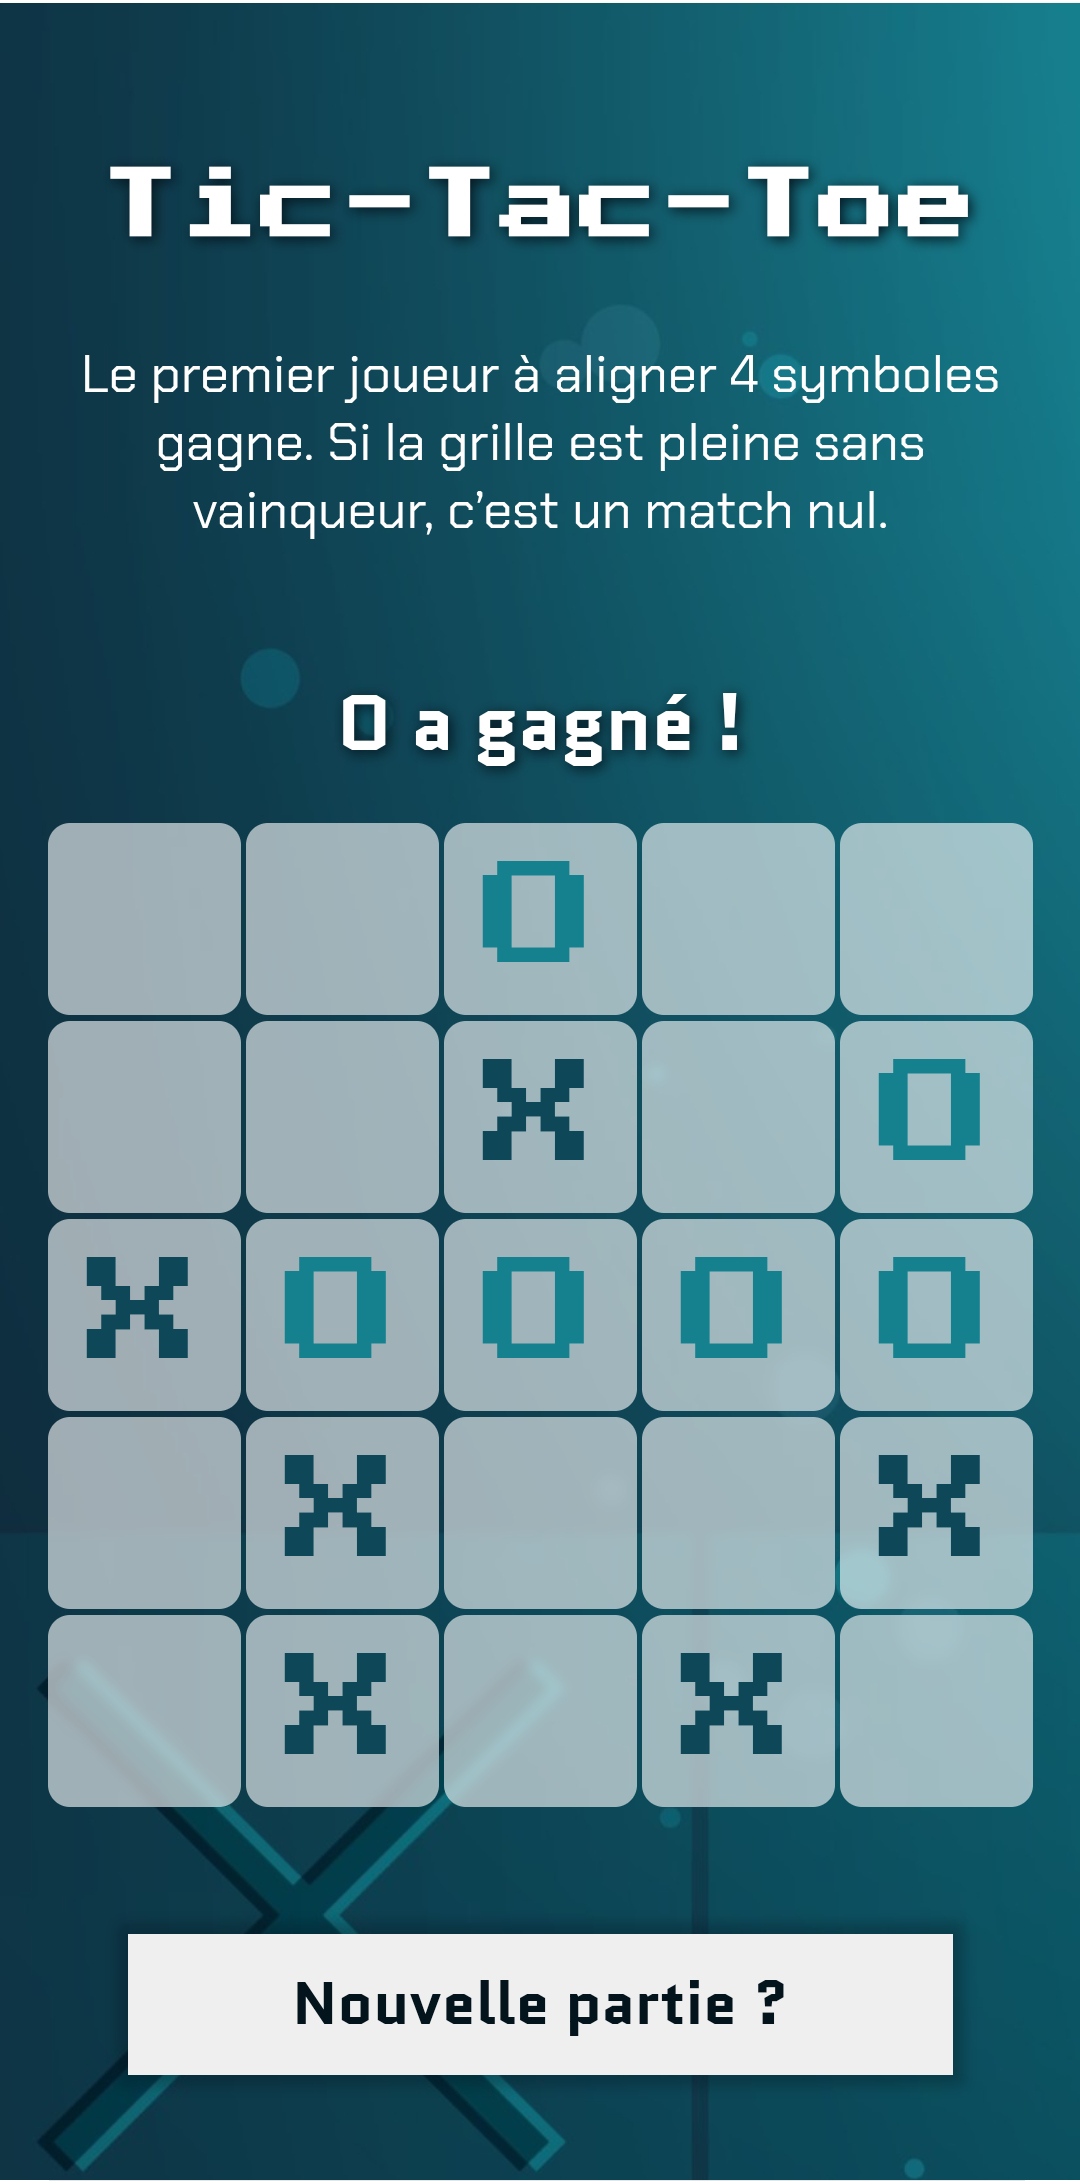 Tic-Tac-Toe
Le premier joueur à aligner 4 symboles
gagne. Si la grille est pleine sans
vainqueur, c’est un match nul.
O a gagné !
O
X O
X O O O O
X X
X X
Nouvelle partie ?